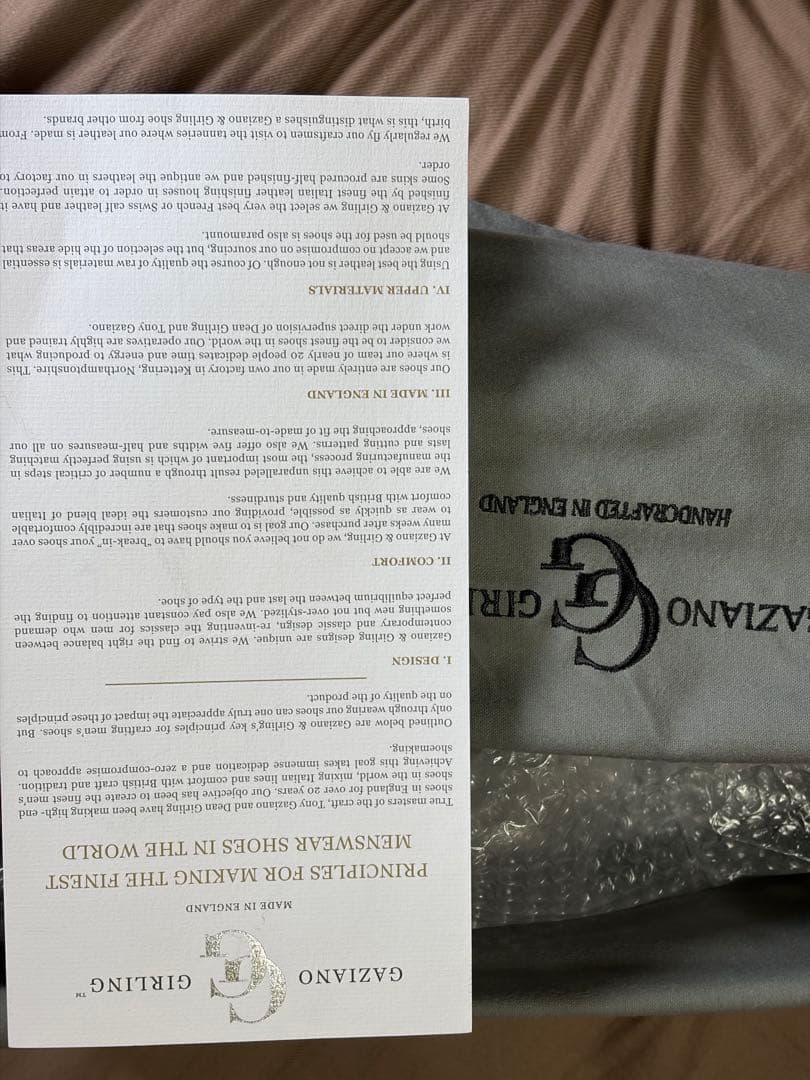 GAZIANO GG GIRLING™
MADE IN ENGLAND
PRINCIPLES FOR MAKING THE FINEST
MENSWEAR SHOES IN THE WORLD
True masters of the craft, Tony Gaziano and Dean Girling have been making high- end
shoes in England for over 20 years. Our objective has been to create the finest men's
shoes in the world, mixing Italian lines and comfort with British craft and tradition.
Achieving this goal takes immense dedication and a zero-compromise approach to
shoemaking.
Outlined below are Gaziano & Girling's key principles for crafting men's shoes. But
only through wearing our shoes can one truly appreciate the impact of these principles
on the quality of the product.
I. DESIGN
Gaziano & Girling designs are unique. We strive to find the right balance between
contemporary and classic design, re-inventing the classics for men who demand
something new but not over-stylized. We also pay constant attention to finding the
perfect equilibrium between the last and the type of shoe.
II. COMFORT
At Gaziano & Girling, we do not believe you should have to "break-in" your shoes over
many weeks after purchase. Our goal is to make shoes that are incredibly comfortable
to wear as quickly as possible, providing our customers the ideal blend of Italian
comfort with British quality and sturdiness.
We are able to achieve this unparalleled result through a number of critical steps in
the manufacturing process, the most important of which is using perfectly matching
lasts and cutting patterns. We also offer five widths and half-measures on all our
shoes, approaching the fit of made-to-measure.
III. MADE IN ENGLAND
Our shoes are entirely made in our own factory in Kettering, Northamptonshire. This
is where our team of nearly 20 people dedicates time and energy to producing what
we consider to be the finest shoes in the world. Our operatives are highly trained and
work under the direct supervision of Dean Girling and Tony Gaziano.
IV. UPPER MATERIALS
Using the best leather is not enough. Of course the quality of raw materials is essential
and we accept no compromise on our sourcing, but the selection of the hide areas that
should be used for the shoes is also paramount.
At Gaziano & Girling we select the very best French or Swiss calf leather and have it
finished by the finest Italian leather finishing houses in order to attain perfection.
Some skins are procured half-finished and we antique the leathers in our factory to
order.
We regularly fly our craftsmen to visit the tanneries where our leather is made. From
birth, this is what distinguishes a Gaziano & Girling shoe from other brands.
GAZIANO GG GIRL
HANDCRAFTED IN ENGLAND